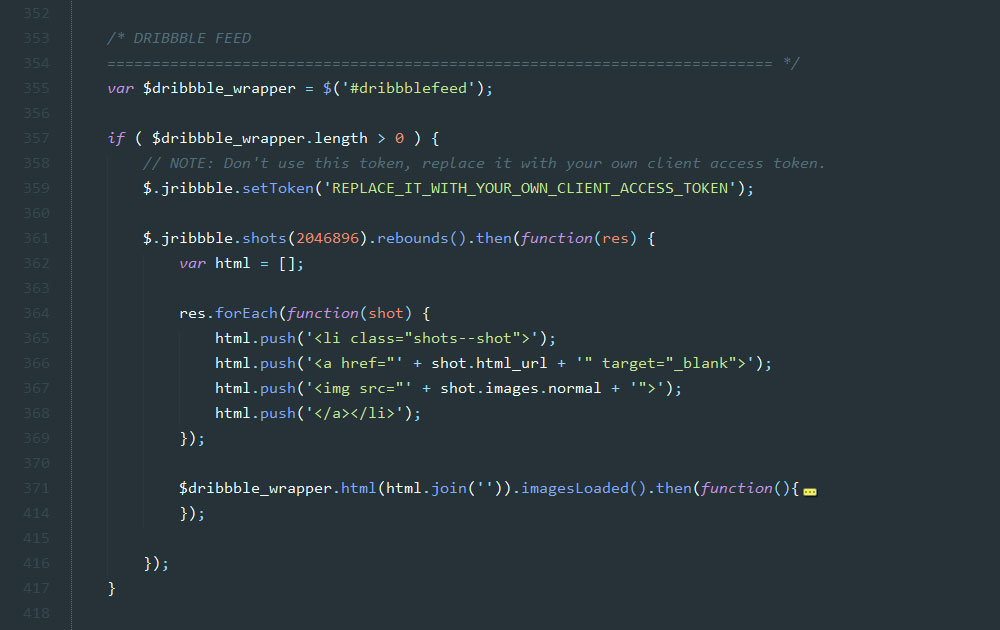 352
353 /* DRIBBBLE FEED
354 ========================================================================== */
355 var $dribbble_wrapper = $('#dribbblefeed');
356
357 if ( $dribbble_wrapper.length > 0 ) {
358 // NOTE: Don't use this token, replace it with your own client access token.
359 $.jribbble.setToken('REPLACE_IT_WITH_YOUR_OWN_CLIENT_ACCESS_TOKEN');
360
361 $.jribbble.shots(2046896).rebounds().then(function(res) {
362 var html = [];
363
364 res.forEach(function(shot) {
365 html.push('<li class="shots--shot">');
366 html.push('<a href="' + shot.html_url + '" target="_blank">');
367 html.push('<img src="' + shot.images.normal + '">');
368 html.push('</a></li>');
369 });
370
371 $dribbble_wrapper.html(html.join('')).imagesLoaded().then(function(){
414 });
415
416 });
417 }
418